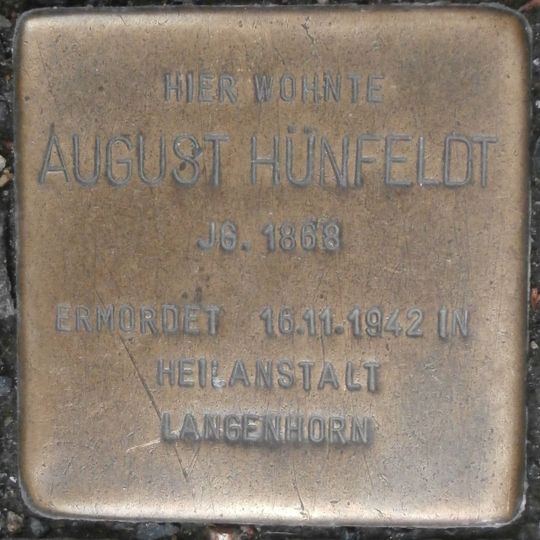 HIER WOHNTE
AUGUST HÜNFELDT
JG. 1868
ERMORDET 16.11.1942 IN
HEILANSTALT
LANGENHORN